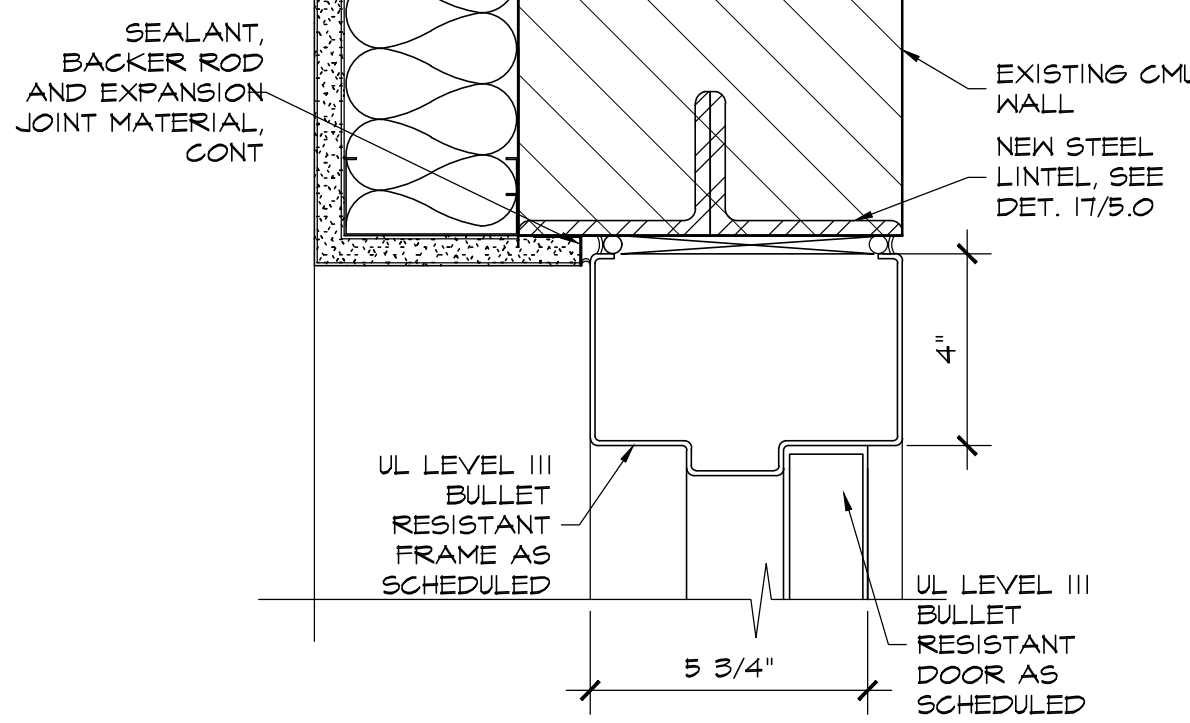 SEALANT,
BACKER ROD
AND EXPANSION
JOINT MATERIAL,
CONT
EXISTING CMU
WALL
NEW STEEL
LINTEL, SEE
DET. 17/5.0
4"
UL LEVEL III
BULLET
RESISTANT
FRAME AS
SCHEDULED
UL LEVEL III
BULLET
RESISTANT
DOOR AS
SCHEDULED
5 3/4"